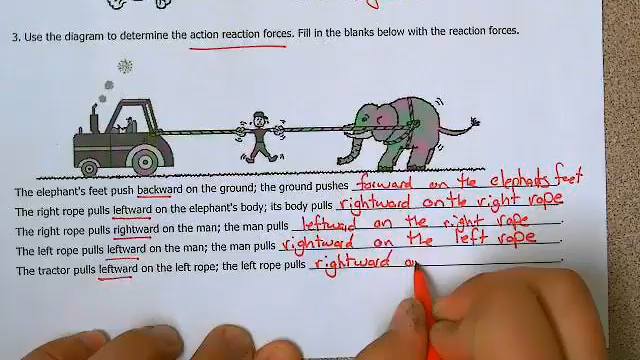 3. Use the diagram to determine the action reaction forces. Fill in the blanks below with the reaction forces.
The elephant's feet push backward on the ground; the ground pushes forward on the elephants feet
The right rope pulls leftward on the elephant's body; its body pulls rightward on the right rope
The right rope pulls rightward on the man; the man pulls leftward on the right rope
The left rope pulls leftward on the man; the man pulls rightward on the left rope.
The tractor pulls leftward on the left rope; the left rope pulls rightward on